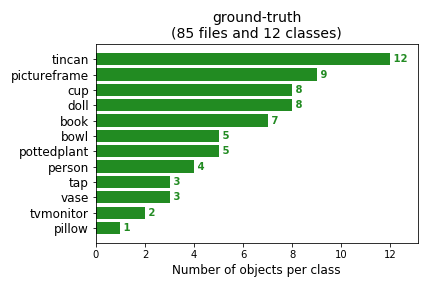 ground-truth
(85 files and 12 classes)
tincan 12
pictureframe 9
cup 8
doll 8
book 7
bowl 5
pottedplant 5
person 4
tap 3
vase 3
tvmonitor 2
pillow 1
0 2 4 6 8 10 12
Number of objects per class